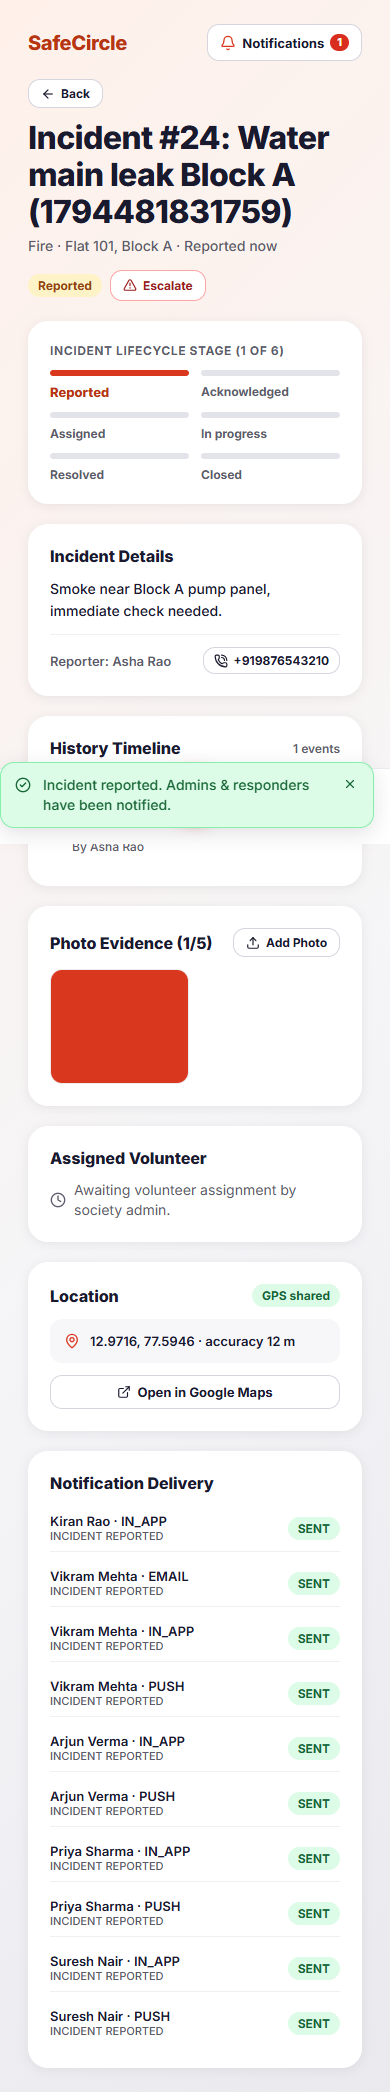 SafeCircle
Notifications 1
Back
Incident #24: Water
main leak Block A
(1794481831759)
Fire · Flat 101, Block A · Reported now
Reported
Escalate
INCIDENT LIFECYCLE STAGE (1 OF 6)
Reported
Acknowledged
Assigned
In progress
Resolved
Closed
Incident Details
Smoke near Block A pump panel,
immediate check needed.
Reporter: Asha Rao
+919876543210
History Timeline
1 events
Incident reported. Admins & responders
have been notified.
By Asha Rao
Photo Evidence (1/5)
Add Photo
Assigned Volunteer
Awaiting volunteer assignment by
society admin.
Location
GPS shared
12.9716, 77.5946 · accuracy 12 m
Open in Google Maps
Notification Delivery
Kiran Rao · IN_APP
INCIDENT REPORTED
SENT
Vikram Mehta · EMAIL
INCIDENT REPORTED
SENT
Vikram Mehta · IN_APP
INCIDENT REPORTED
SENT
Vikram Mehta · PUSH
INCIDENT REPORTED
SENT
Arjun Verma · IN_APP
INCIDENT REPORTED
SENT
Arjun Verma · PUSH
INCIDENT REPORTED
SENT
Priya Sharma · IN_APP
INCIDENT REPORTED
SENT
Priya Sharma · PUSH
INCIDENT REPORTED
SENT
Suresh Nair · IN_APP
INCIDENT REPORTED
SENT
Suresh Nair · PUSH
INCIDENT REPORTED
SENT